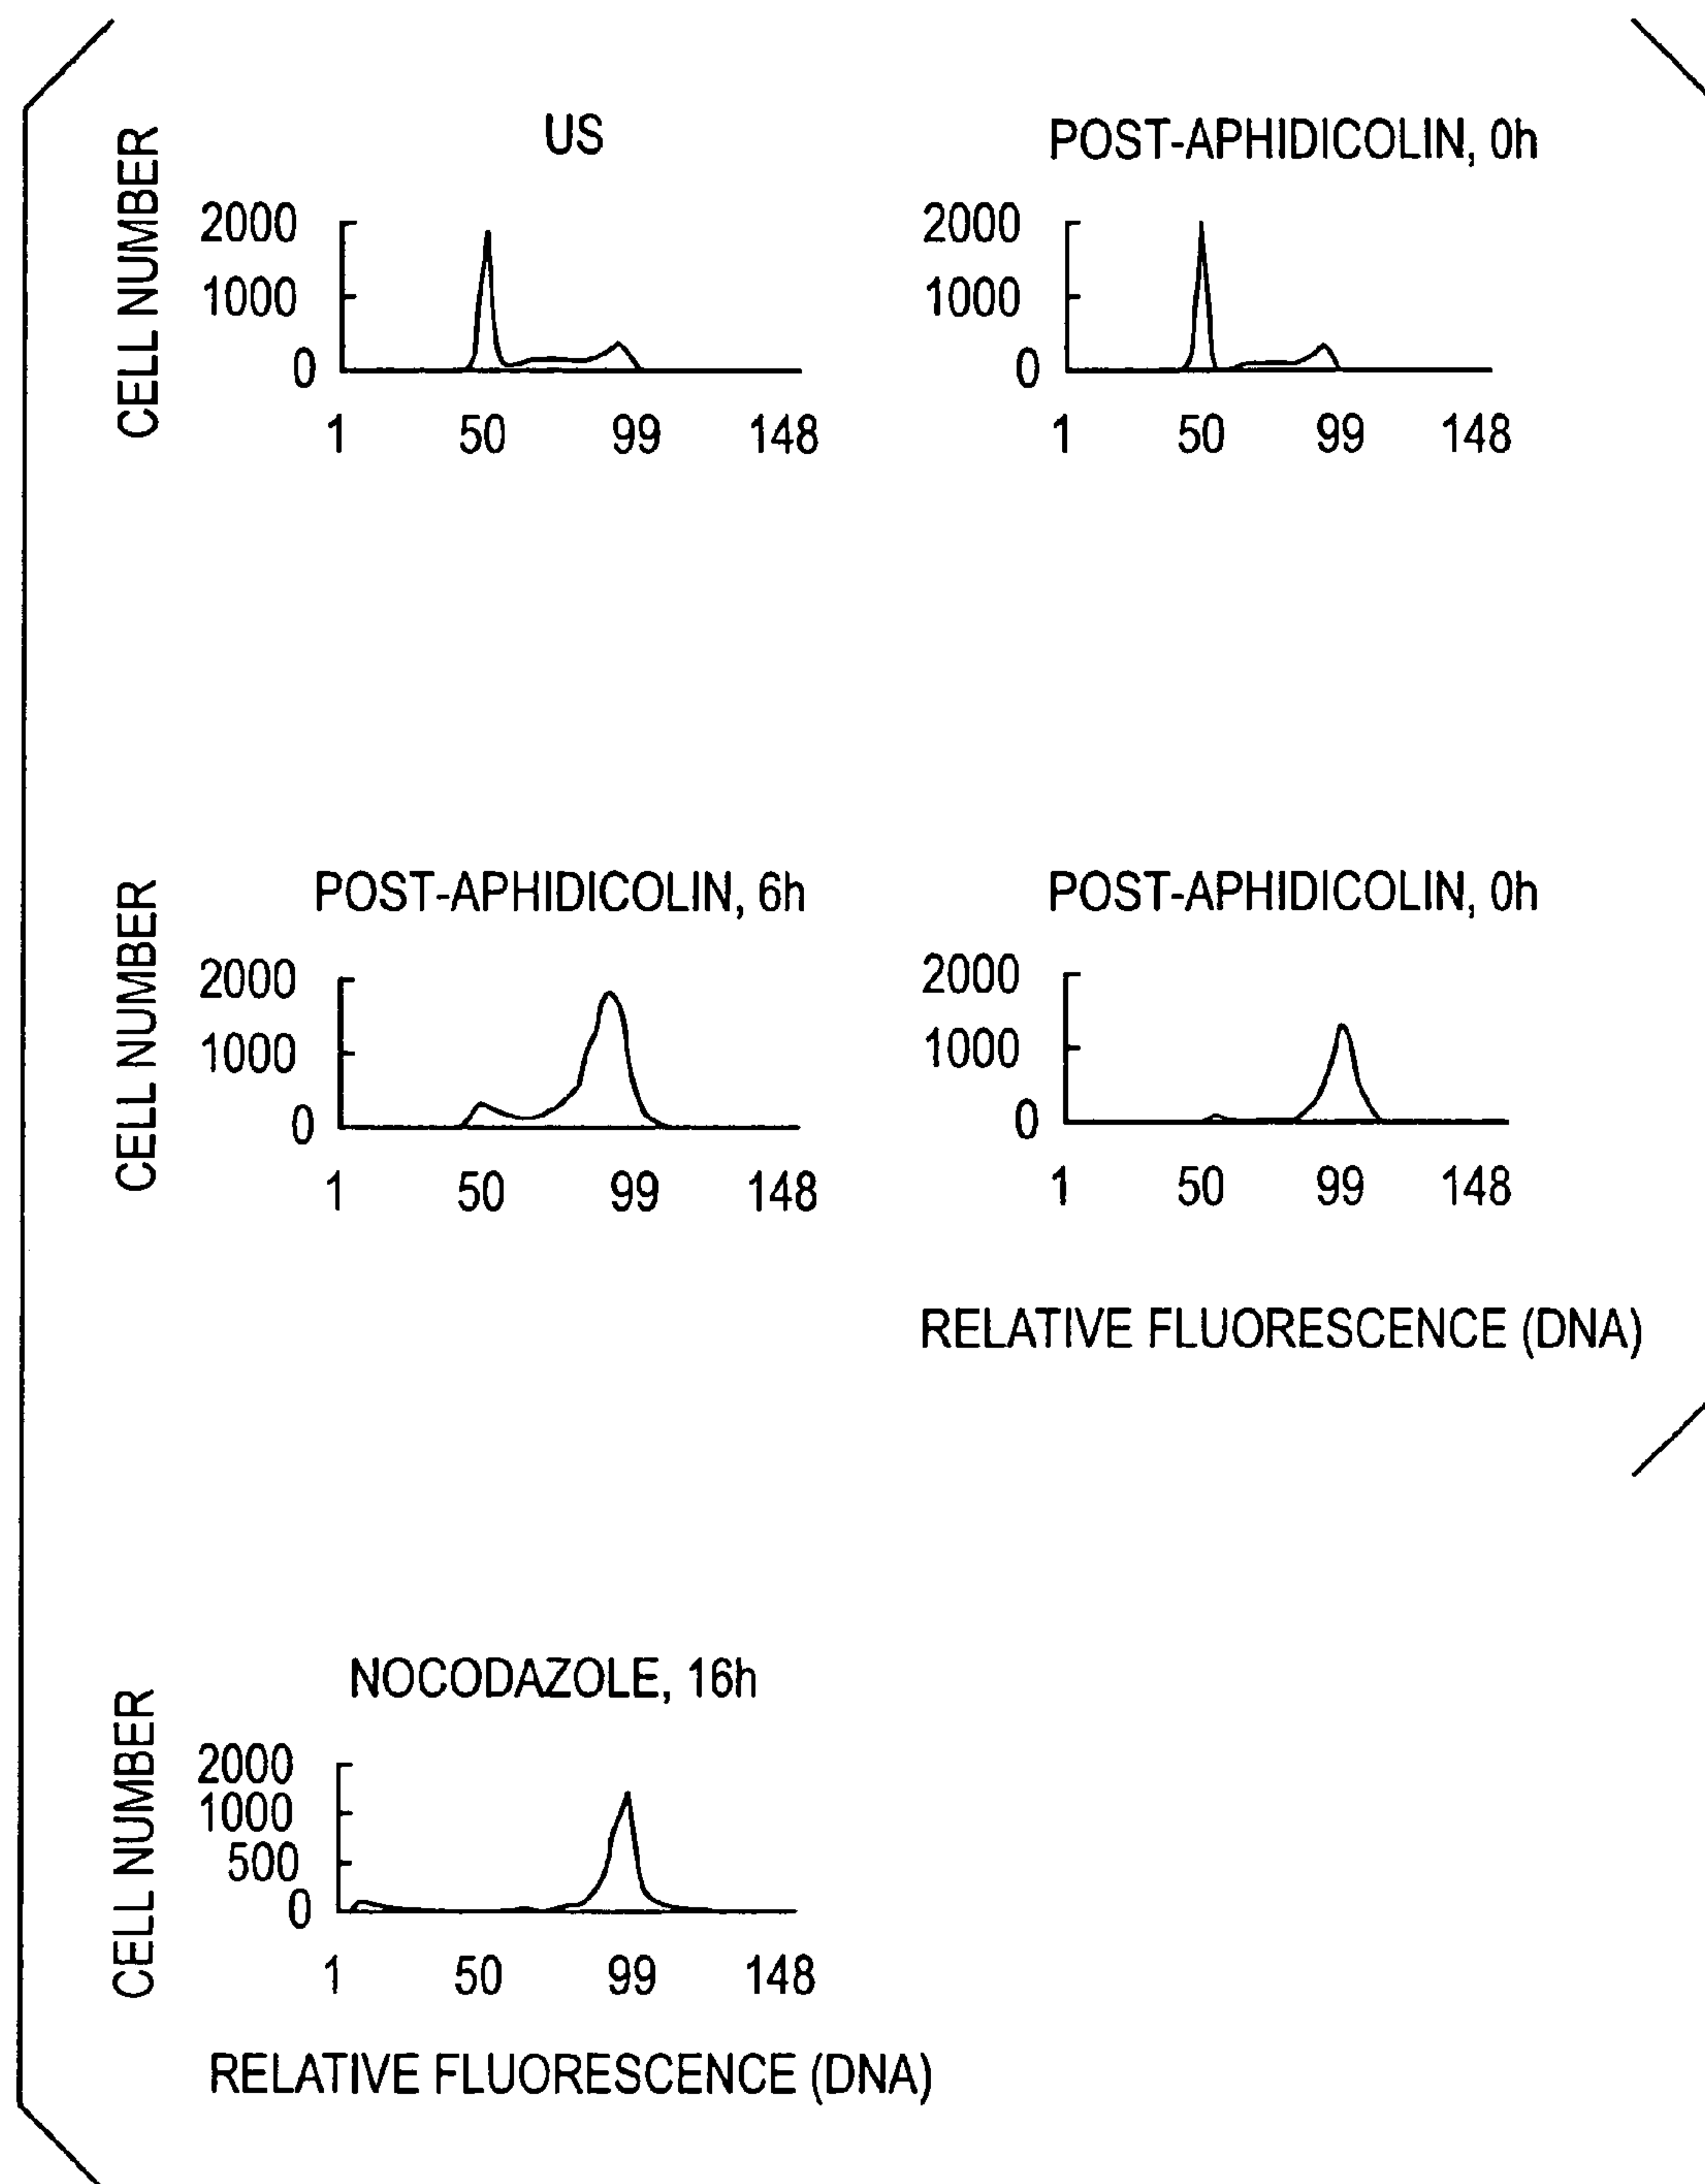 US
CELL NUMBER
2000
1000
0
1 50 99 148
POST-APHIDICOLIN, 0h
2000
1000
0
1 50 99 148
POST-APHIDICOLIN, 6h
CELL NUMBER
2000
1000
0
1 50 99 148
POST-APHIDICOLIN, 0h
2000
1000
0
1 50 99 148
RELATIVE FLUORESCENCE (DNA)
NOCODAZOLE, 16h
CELL NUMBER
2000
1000
500
0
1 50 99 148
RELATIVE FLUORESCENCE (DNA)